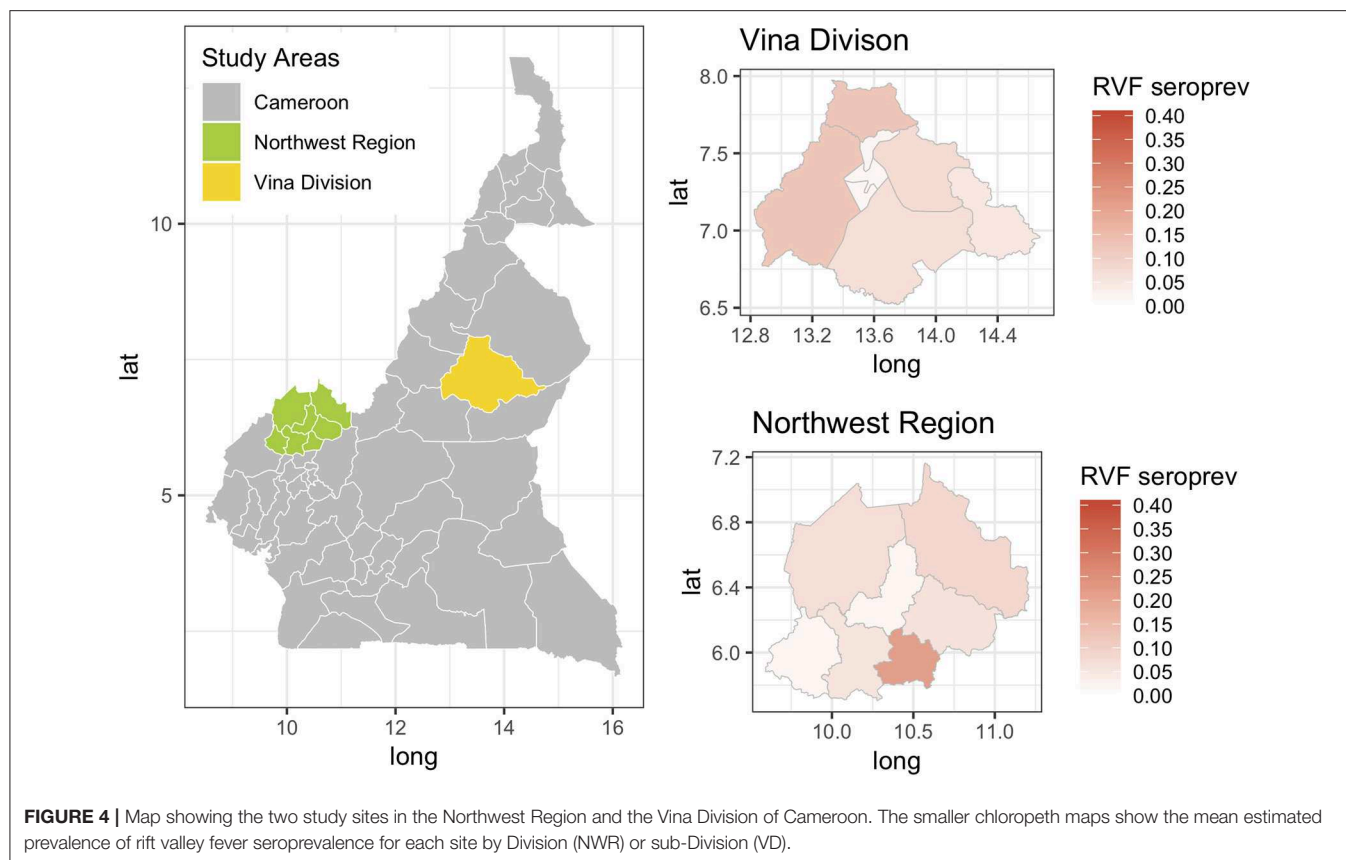 Study Areas
Cameroon
Northwest Region
Vina Division
10
5
lat
10
12
14
16
long
Vina Divison
8.0
7.5
7.0
6.5
lat
12.8
13.2
13.6
14.0
14.4
long
RVF seroprev
0.40
0.35
0.30
0.25
0.20
0.15
0.10
0.05
0.00
Northwest Region
7.2
6.8
6.4
6.0
lat
10.0
10.5
11.0
long
RVF seroprev
0.40
0.35
0.30
0.25
0.20
0.15
0.10
0.05
0.00
FIGURE 4 | Map showing the two study sites in the Northwest Region and the Vina Division of Cameroon. The smaller chloropeth maps show the mean estimated
prevalence of rift valley fever seroprevalence for each site by Division (NWR) or sub-Division (VD).